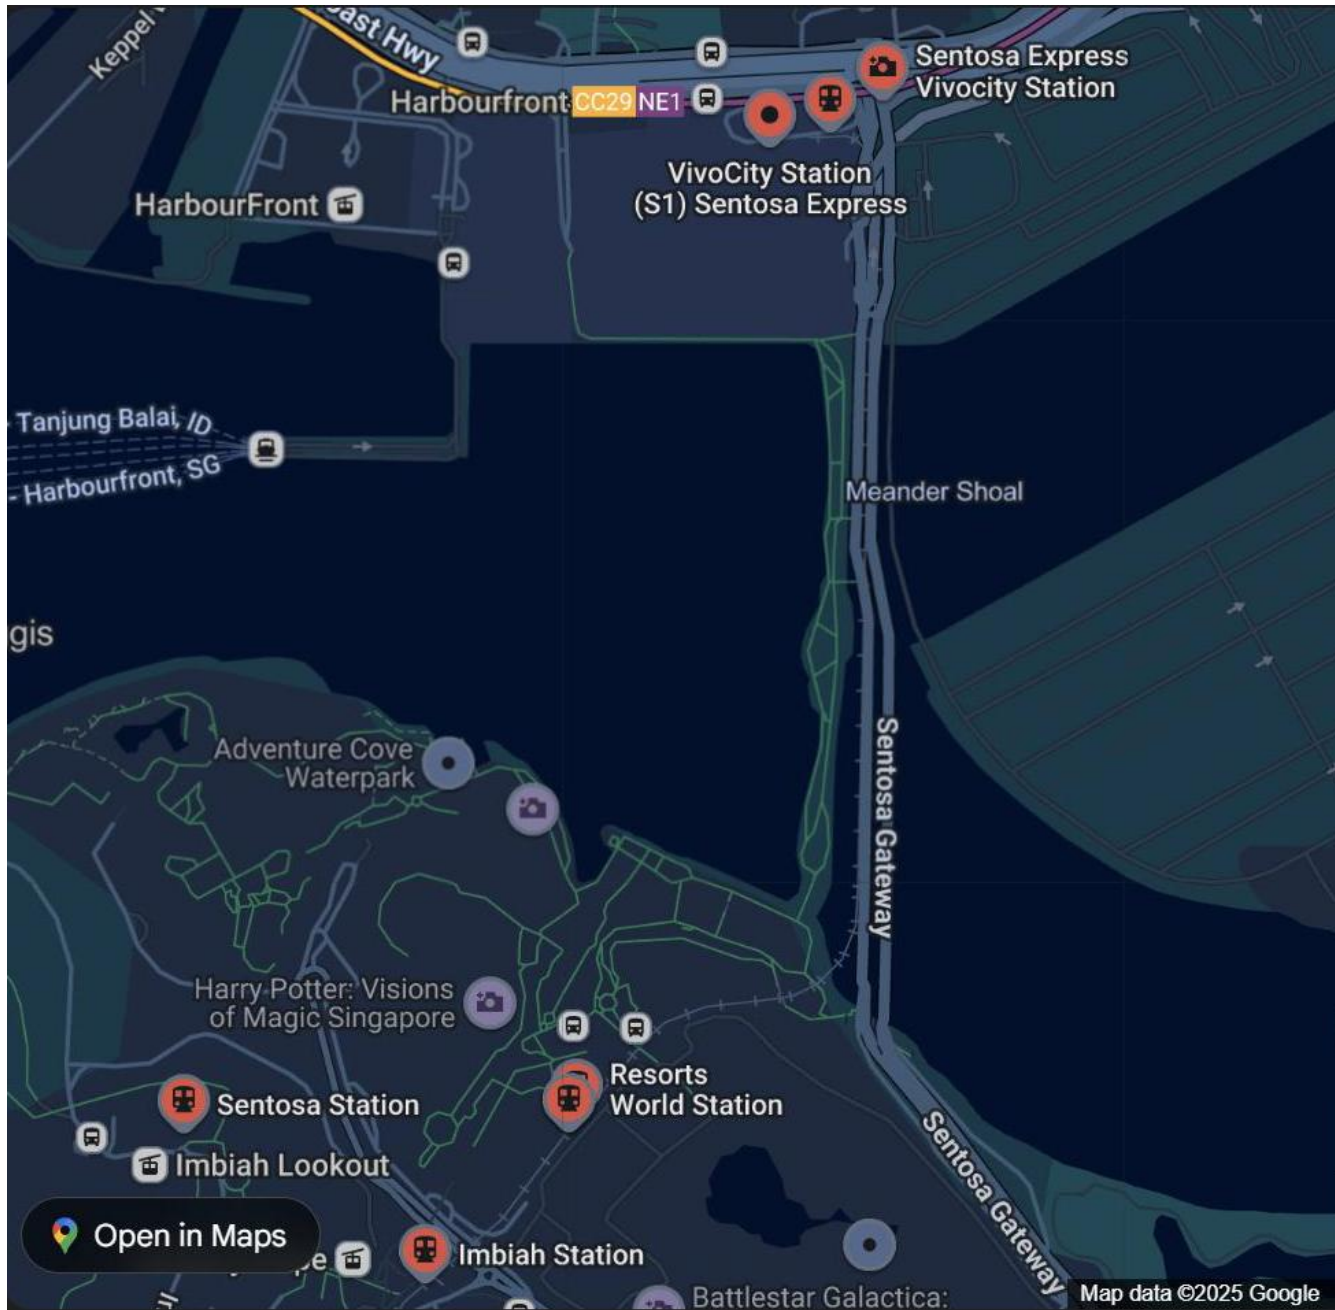 Keppel
ast Hwy
Sentosa Express
Vivocity Station
Harbourfront CC29 NE1
VivoCity Station
(S1) Sentosa Express
HarbourFront
Tanjung Balai, ID
Harbourfront, SG
Meander Shoal
gis
Adventure Cove
Waterpark
Sentosa Gateway
Harry Potter: Visions
of Magic Singapore
Resorts
World Station
Sentosa Station
Imbiah Lookout
Sentosa Gateway
Open in Maps
pe
Imbiah Station
Battlestar Galactica:
Map data ©2025 Google